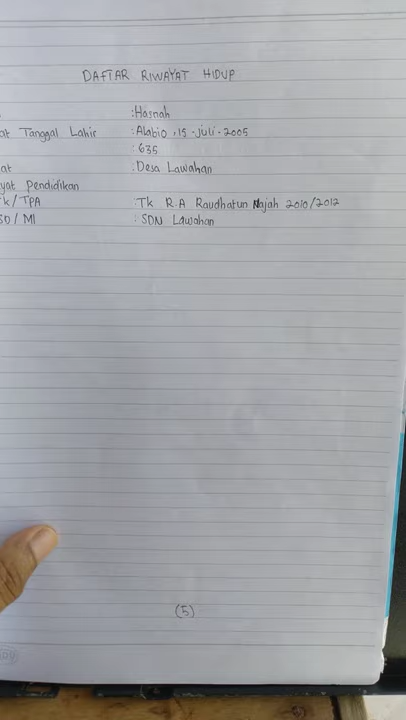 DAFTAR RIWAYAT HIDUP
:Hasnah
at Tanggal Lahir :Alabio ,15 -juli-2005
:635
at :Desa Lawahan
yat Pendidikan
Tk/TPA :Tk R.A Raudhatun Najah 2010/2012
SD/MI : SDN Lawahan
(5)